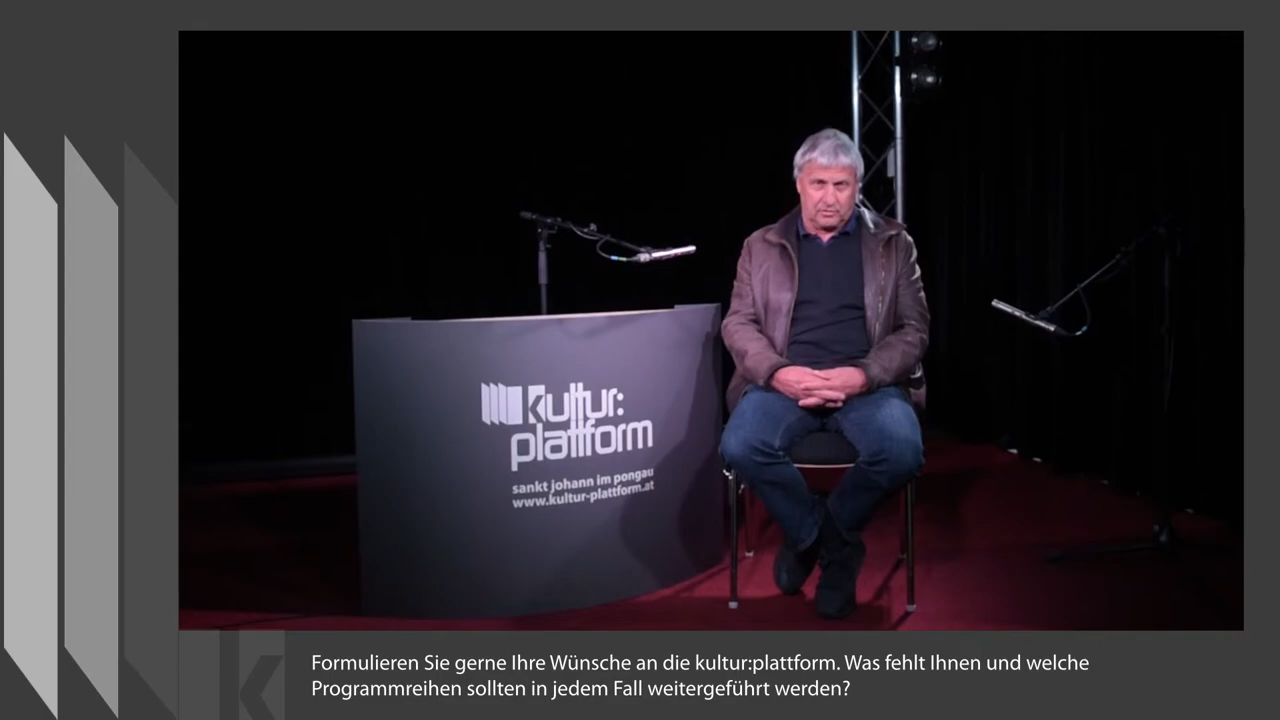 kultur:
plattform
sankt johann im pongau
www.kultur-plattform.at
k
Formulieren Sie gerne Ihre Wünsche an die kultur:plattform. Was fehlt Ihnen und welche
Programmreihen sollten in jedem Fall weitergeführt werden?